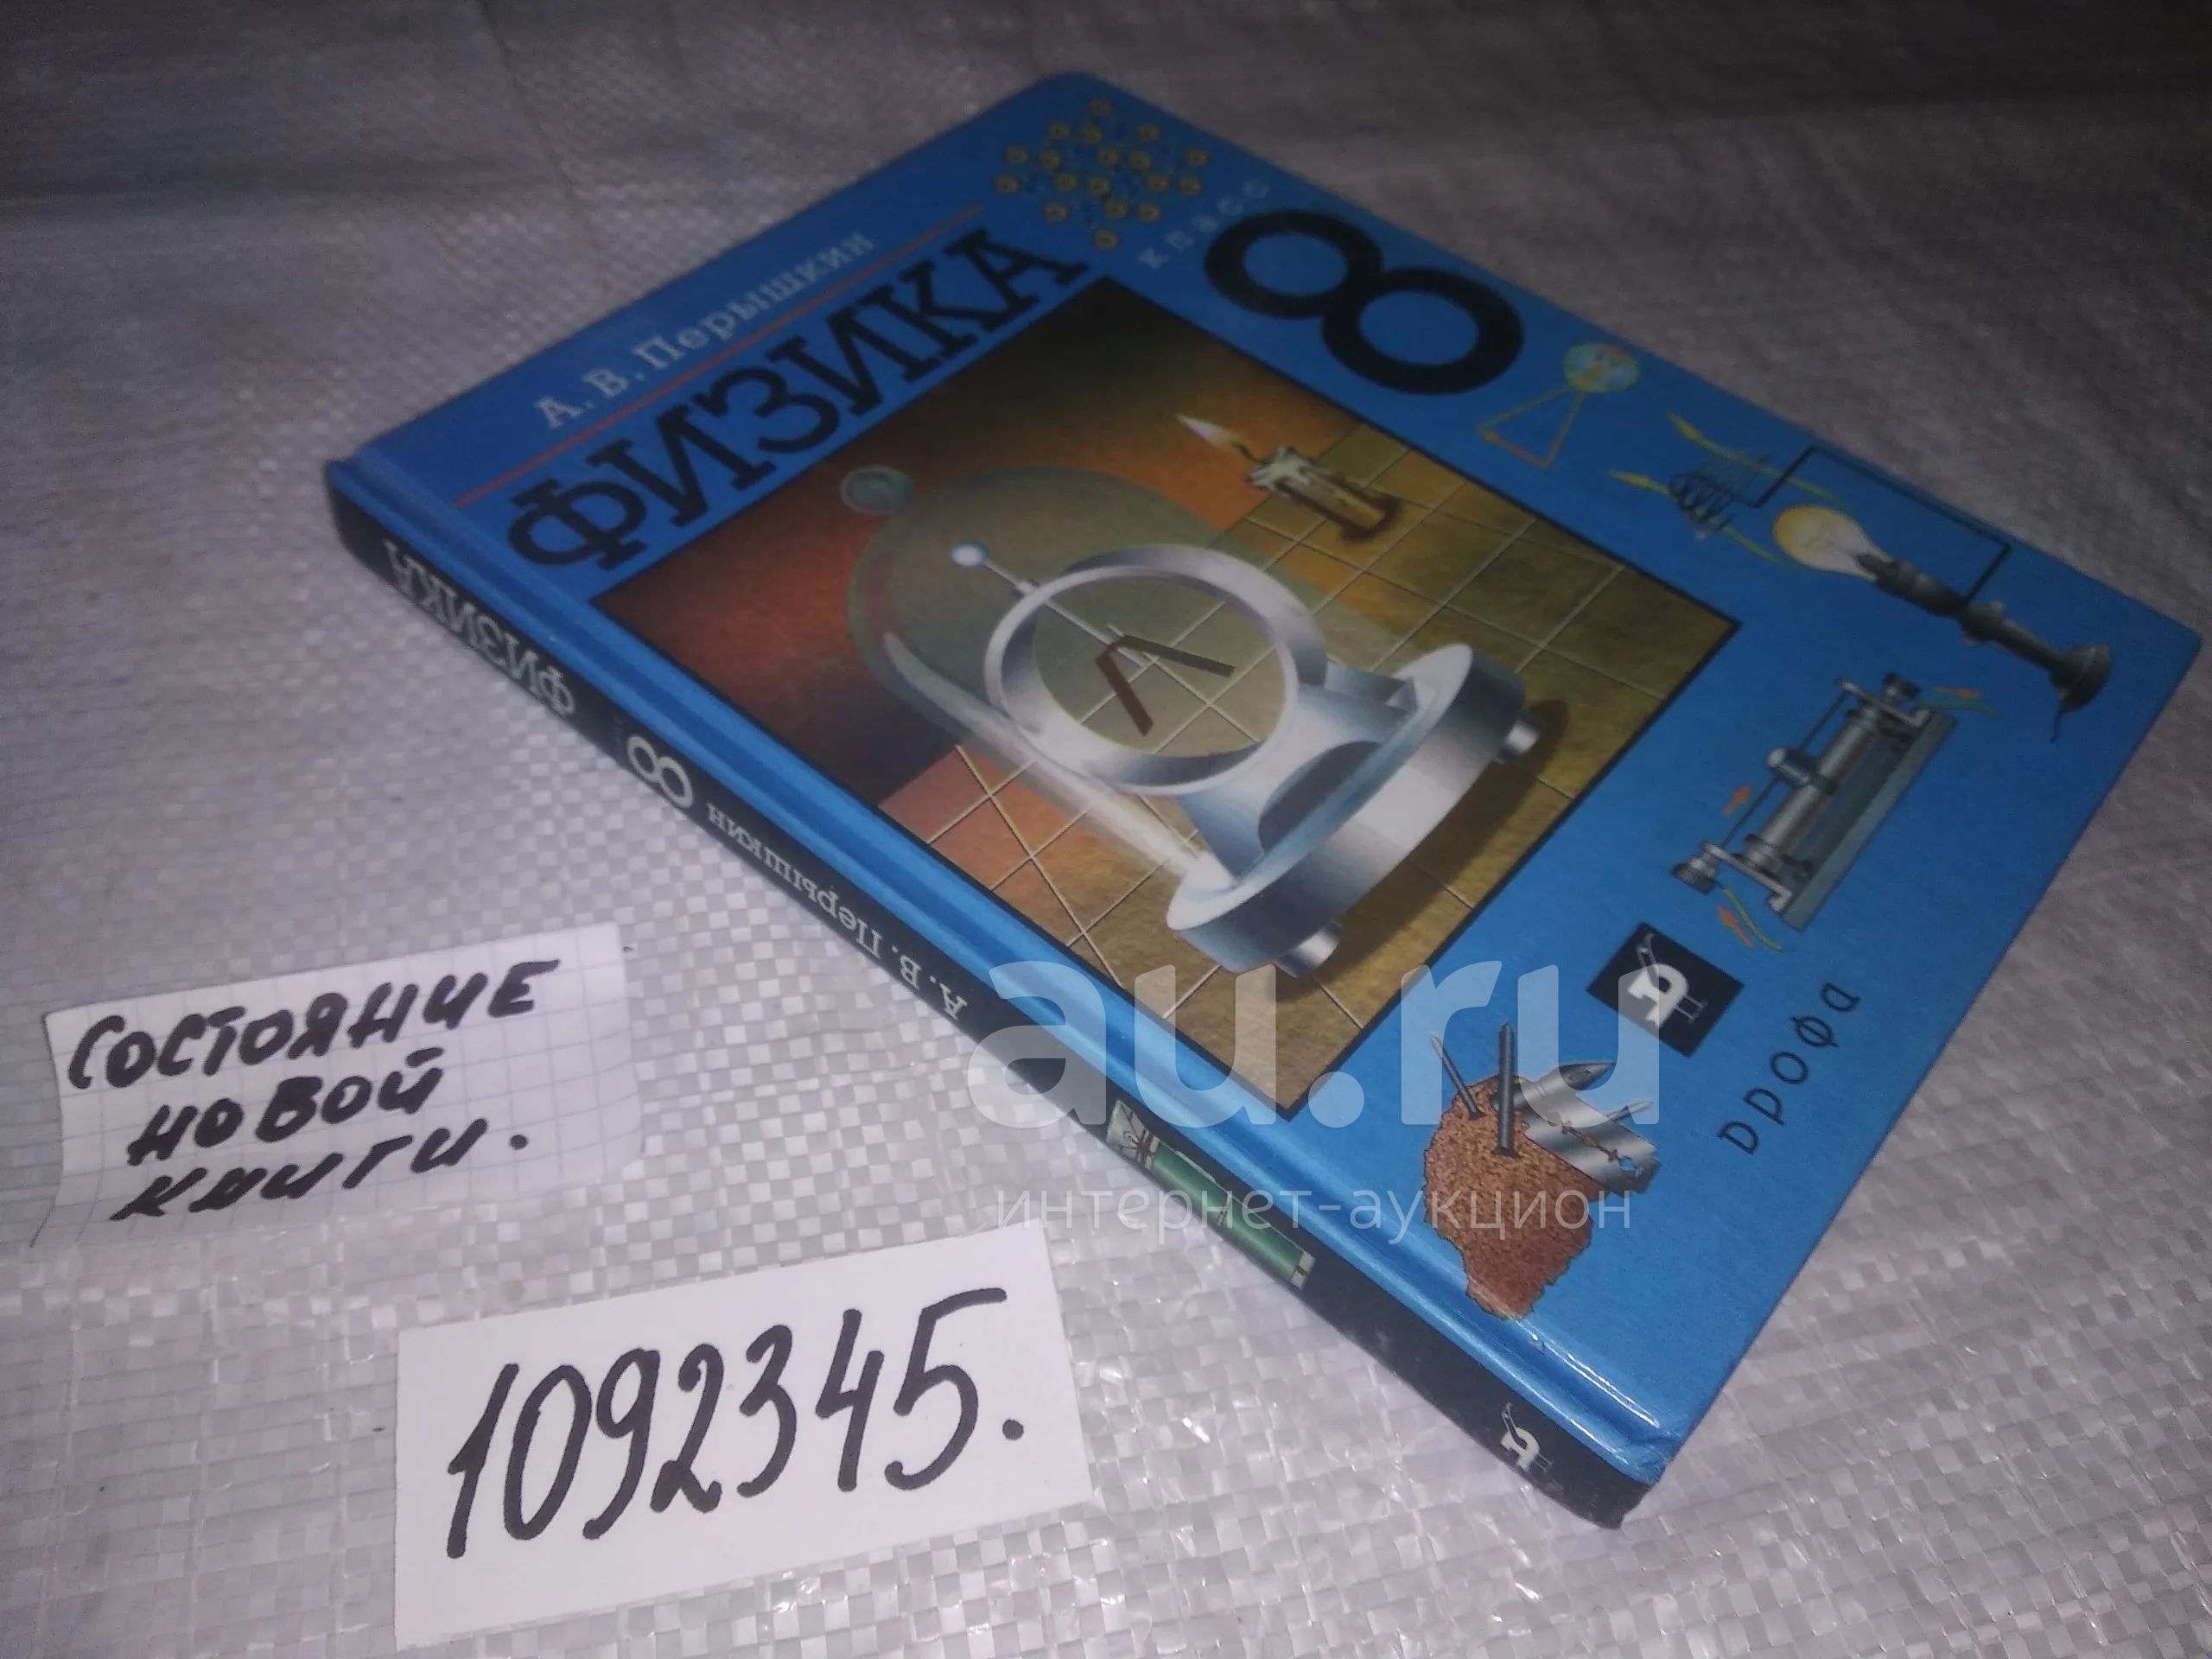 А. В. Перышкин
ФИЗИКА
класс
8
дрофа
ФИЗИКА 8 А. В. Перышкин
au.ru
интернет-аукцион
СОСТОЯНИЕ
НОВОЙ
КНИГИ.
1092345.